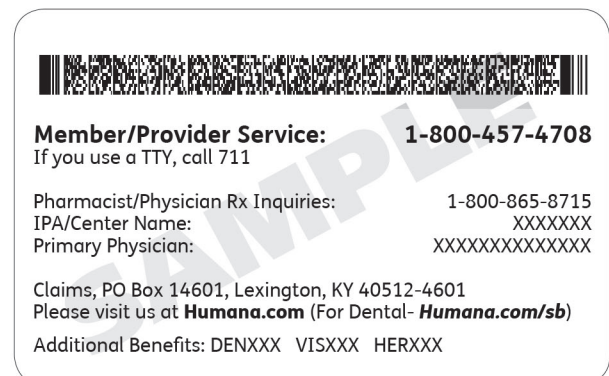 Member/Provider Service: 1-800-457-4708
If you use a TTY, call 711
Pharmacist/Physician Rx Inquiries: 1-800-865-8715
IPA/Center Name: XXXXXXX
Primary Physician: XXXXXXXXXXXXXX
Claims, PO Box 14601, Lexington, KY 40512-4601
Please visit us at Humana.com (For Dental- Humana.com/sb)
Additional Benefits: DENXXX VISXXX HERXXX
SAMPLE